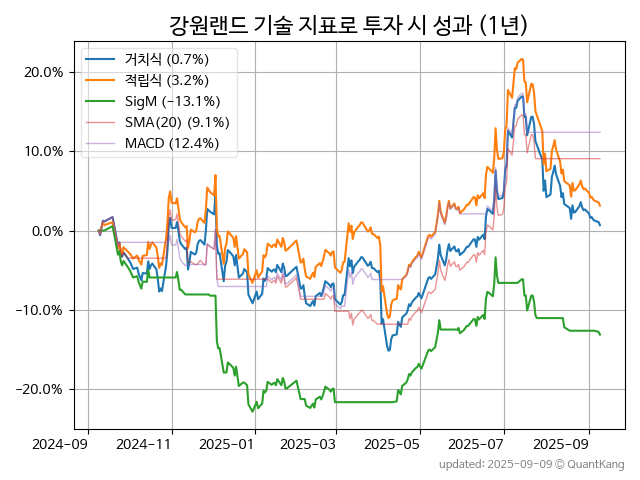 강원랜드 기술 지표로 투자 시 성과 (1년)
거치식 (0.7%)
적립식 (3.2%)
SigM (−13.1%)
SMA(20) (9.1%)
MACD (12.4%)
20.0%
10.0%
0.0%
−10.0%
−20.0%
2024-09 2024-11 2025-01 2025-03 2025-05 2025-07 2025-09
updated: 2025-09-09 ⓒ QuantKang